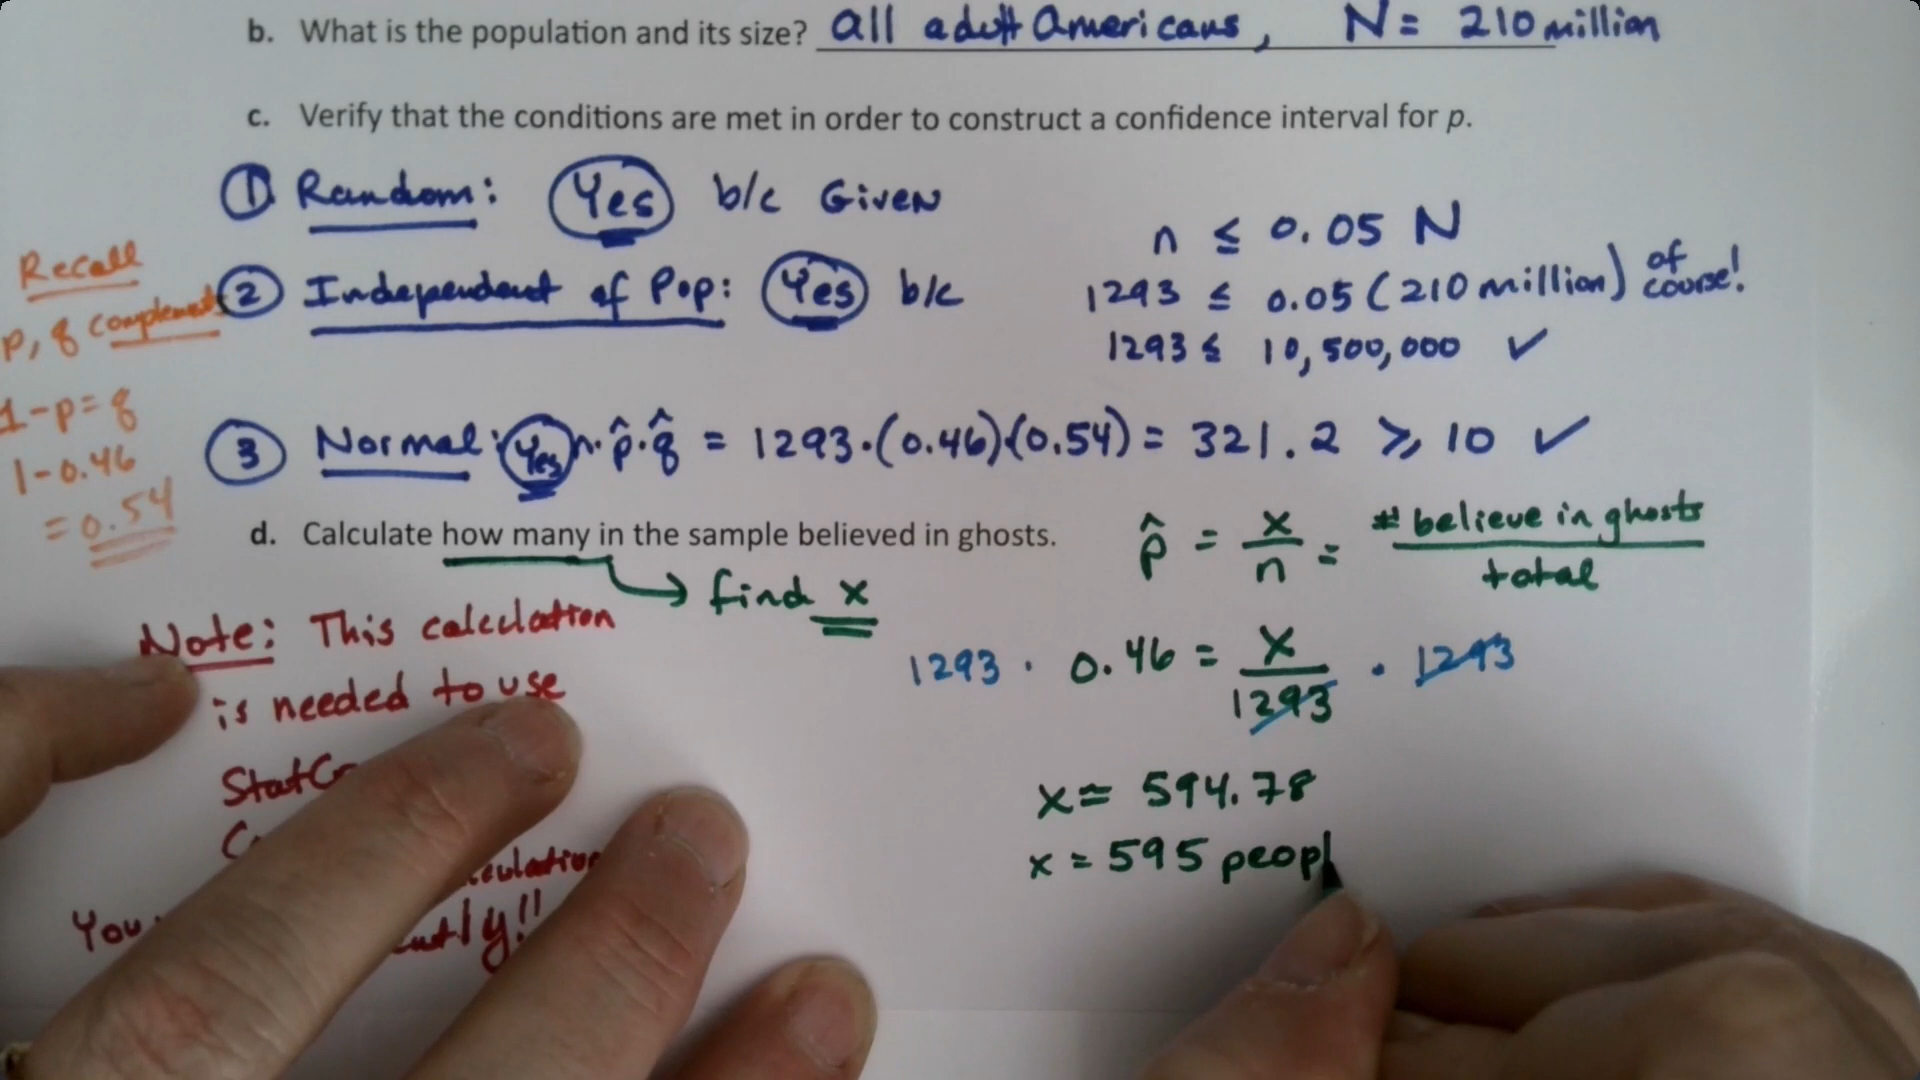 b. What is the population and its size? all adult Americans, N = 210 million
c. Verify that the conditions are met in order to construct a confidence interval for p.
① Random: Yes b/c Given
② Independent of Pop: Yes b/c
n ≤ 0.05 N
1293 ≤ 0.05 (210 million) of course!
1293 ≤ 10,500,000 ✓
③ Normal: Yes n·p̂·q̂ = 1293·(0.46)·(0.54) = 321.2 ≥ 10 ✓
Recall
p, q complements
1-p=q
1-0.46
=0.54
d. Calculate how many in the sample believed in ghosts.
→ find x
p̂ = x/n = # believe in ghosts / total
1293 · 0.46 = x/1293 · 1293
x ≈ 594.78
x = 595 peopl
Note: This calculation
is needed to use
You